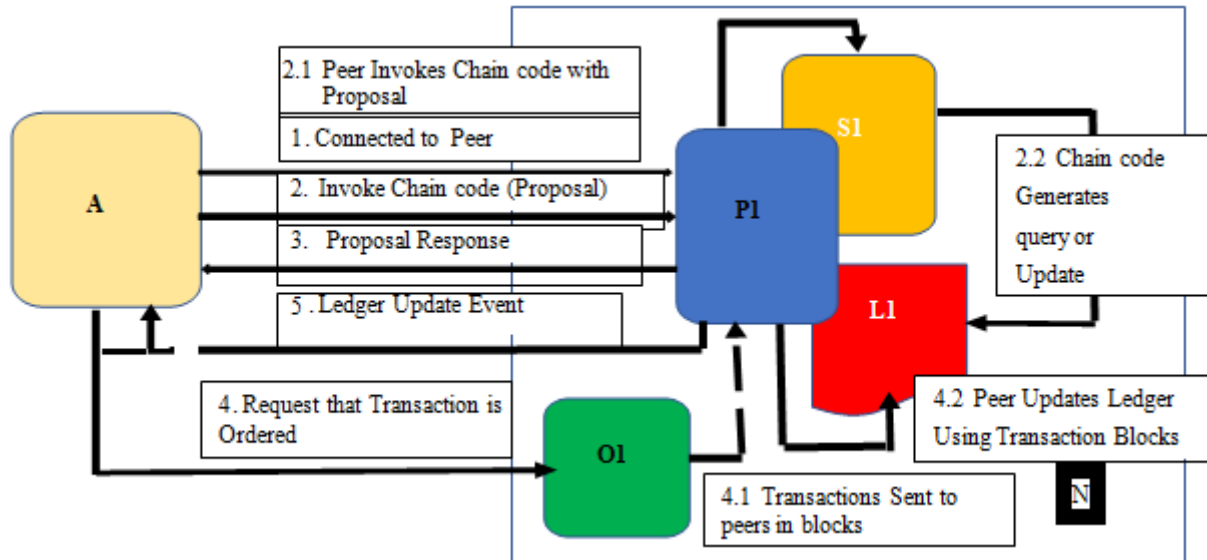 2.1 Peer Invokes Chain code with
Proposal
1. Connected to Peer
S1
2.2 Chain code
Generates
query or
Update
A
2. Invoke Chain code (Proposal)
P1
3. Proposal Response
5 . Ledger Update Event
L1
4. Request that Transaction is
Ordered
4.2 Peer Updates Ledger
Using Transaction Blocks
O1
4.1 Transactions Sent to
peers in blocks
N